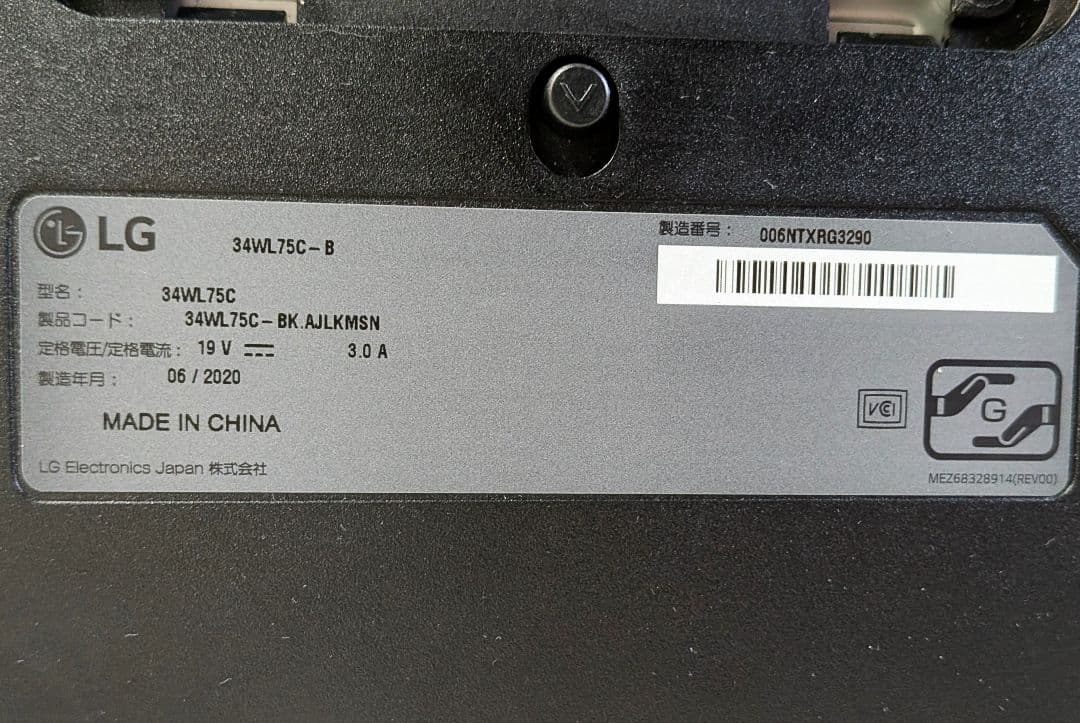 LG
34WL75C-B
製造番号: 006NTXRG3290
型名: 34WL75C
製品コード: 34WL75C-BK.AJLKMSN
定格電圧/定格電流: 19 V 3.0 A
製造年月: 06 / 2020
MADE IN CHINA
LG Electronics Japan 株式会社
VCI
G
MEZ68328914(REV00)